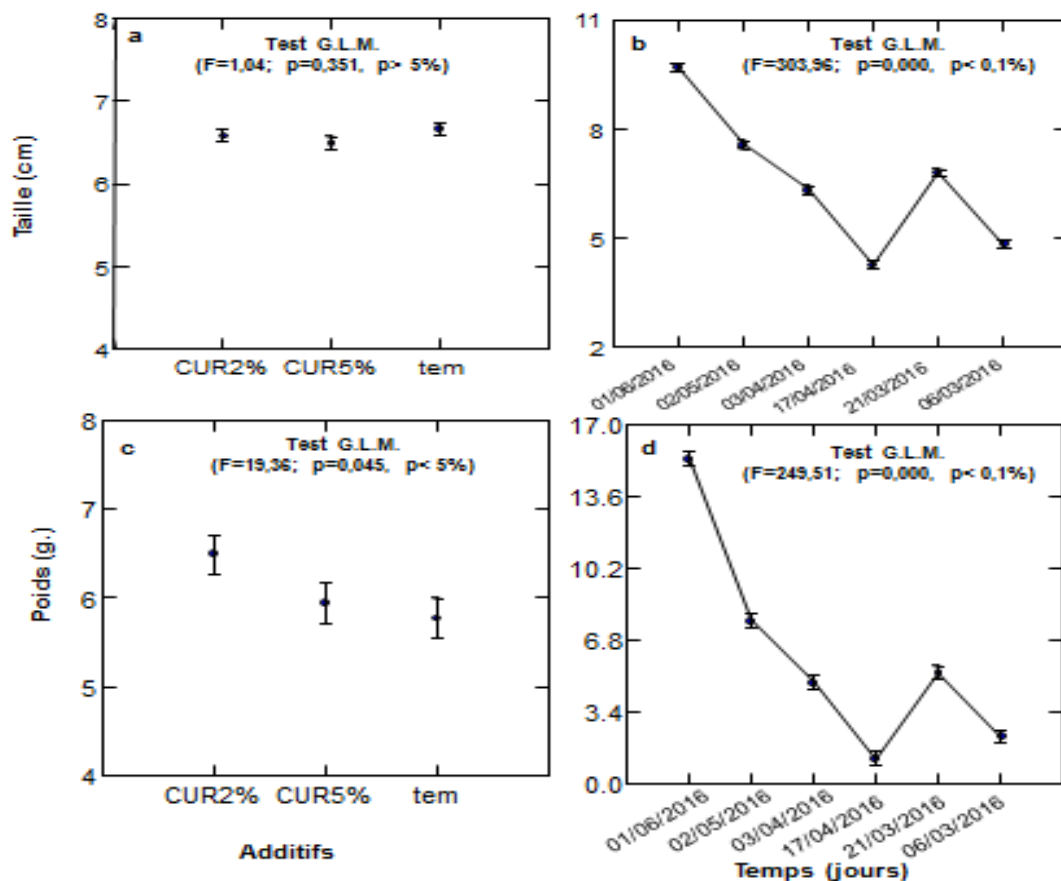 a
Test G.L.M.
(F=1,04; p=0,351, p> 5%)
Taille (cm)
8
7
6
5
4
CUR2% CUR5% tem
b
Test G.L.M.
(F=303,96; p=0,000, p< 0,1%)
11
8
5
2
01/06/2016 02/05/2016 03/04/2016 17/04/2016 21/03/2016 06/03/2016
c
Test G.L.M.
(F=19,36; p=0,045, p< 5%)
Poids (g.)
8
7
6
5
4
CUR2% CUR5% tem
Additifs
d
Test G.L.M.
(F=249,51; p=0,000, p< 0,1%)
17.0
13.6
10.2
6.8
3.4
0.0
01/06/2016 02/05/2016 03/04/2016 17/04/2016 21/03/2016 06/03/2016
Temps (jours)